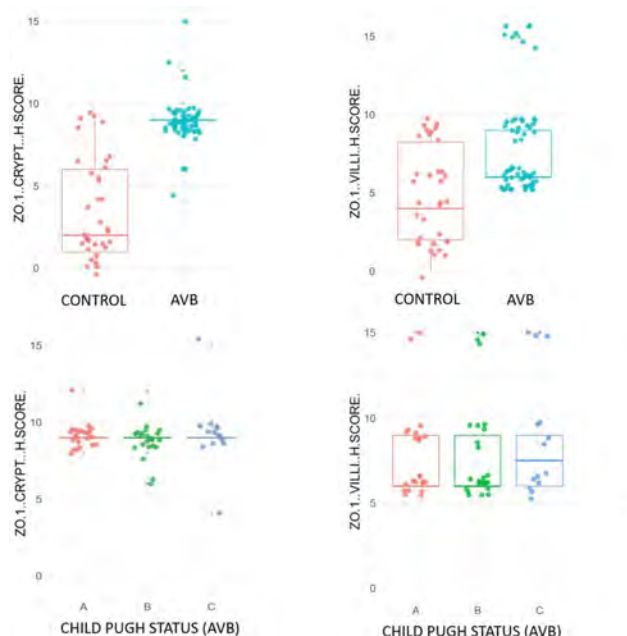 15
10
5
0
ZO.1..CRYPT...H.SCORE.
CONTROL AVB
15
10
5
0
ZO.1..VILLI..H.SCORE.
CONTROL AVB
15
10
5
0
ZO.1..CRYPT...H.SCORE.
A B C
CHILD PUGH STATUS (AVB)
15
10
5
0
ZO.1..VILLI..H.SCORE.
A B C
CHILD PUGH STATUS (AVB)